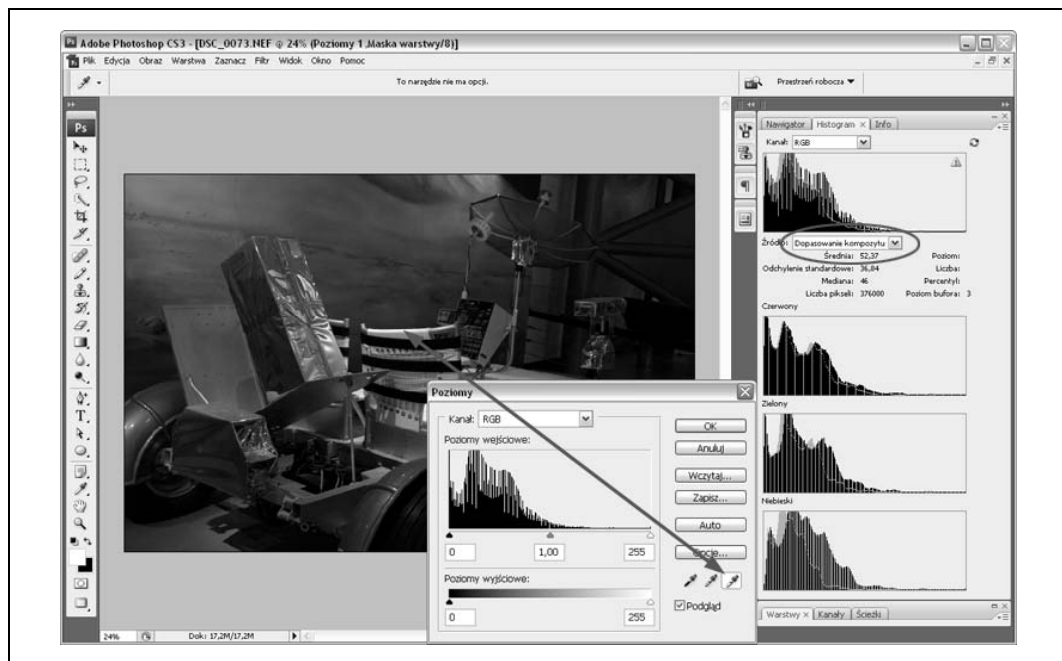 Adobe Photoshop CS3 - [DSC_0073.NEF @ 24% (Poziomy 1, Maska warstwy/8)]
Plik Edycja Obraz Warstwa Zaznacz Filtr Widok Okno Pomoc
To narzędzie nie ma opcji.
Przestrzeń robocza
Ps
Nawigator Histogram × Info
Kanał: RGB
Źródło: Dopasowanie kompozytu
Średnia: 52,37 Poziom:
Odchylenie standardowe: 36,84 Liczba:
Mediana: 46 Percentyl:
Liczba pikseli: 376000 Poziom bufora: 3
Czerwony
Zielony
Niebieski
Poziomy
Kanał: RGB
Poziomy wejściowe:
0 1,00 255
Poziomy wyjściowe:
0 255
OK
Anuluj
Wczytaj...
Zapisz...
Auto
Opcje...
Podgląd
Warstwy × Kanały Ścieżki
24% Dok: 17,2M/17,2M